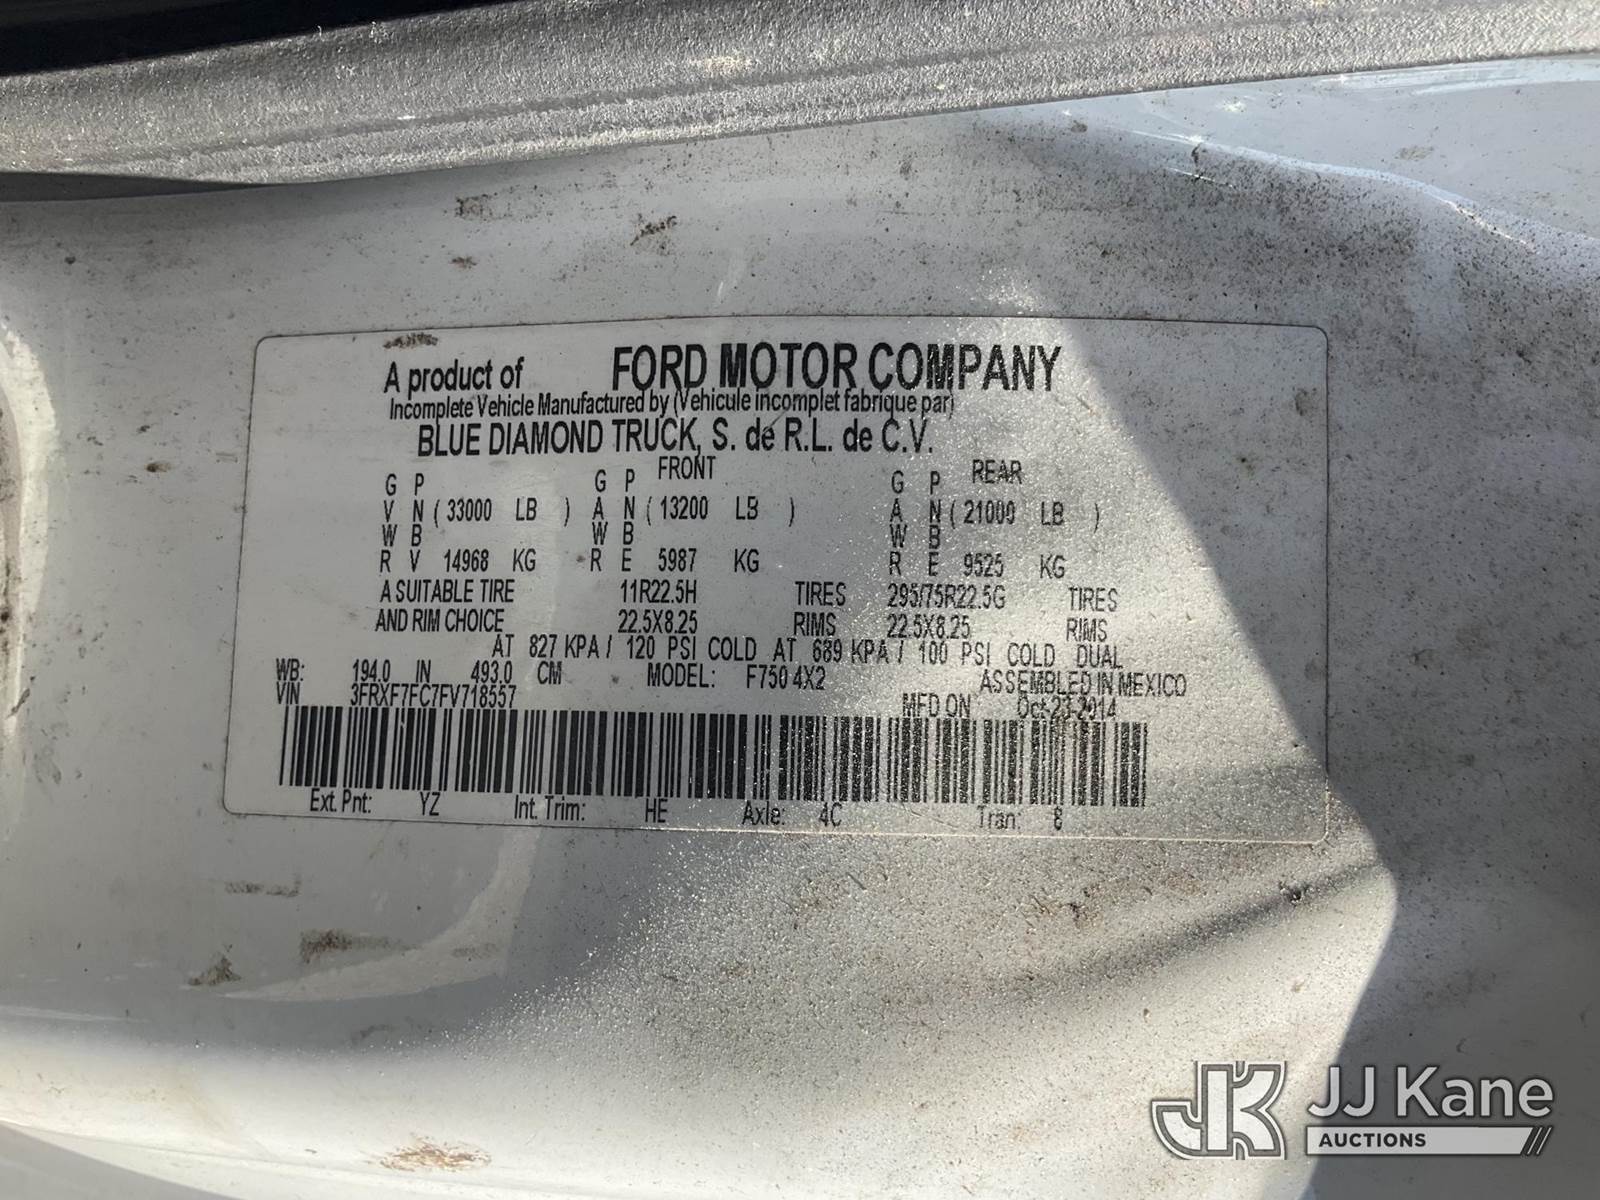 A product of FORD MOTOR COMPANY
Incomplete Vehicle Manufactured by (Vehicule incomplet fabrique par)
BLUE DIAMOND TRUCK, S. de R.L. de C.V.
FRONT REAR
G P G P G P
V N ( 33000 LB ) A N ( 13200 LB ) A N ( 21000 LB )
W B W B W B
R V 14968 KG R E 5987 KG R E 9525 KG
A SUITABLE TIRE 11R22.5H TIRES 295/75R22.5G TIRES
AND RIM CHOICE 22.5X8.25 RIMS 22.5X8.25 RIMS
AT 827 KPA / 120 PSI COLD AT 689 KPA / 100 PSI COLD DUAL
WB: 194.0 IN 493.0 CM MODEL: F750 4X2 ASSEMBLED IN MEXICO
VIN 3FRXF7FC7FV718557 MFD ON Oct-23-2014
Ext. Pnt: YZ Int. Trim: HE Axle: 4C Tran: 8
JK JJ Kane
AUCTIONS